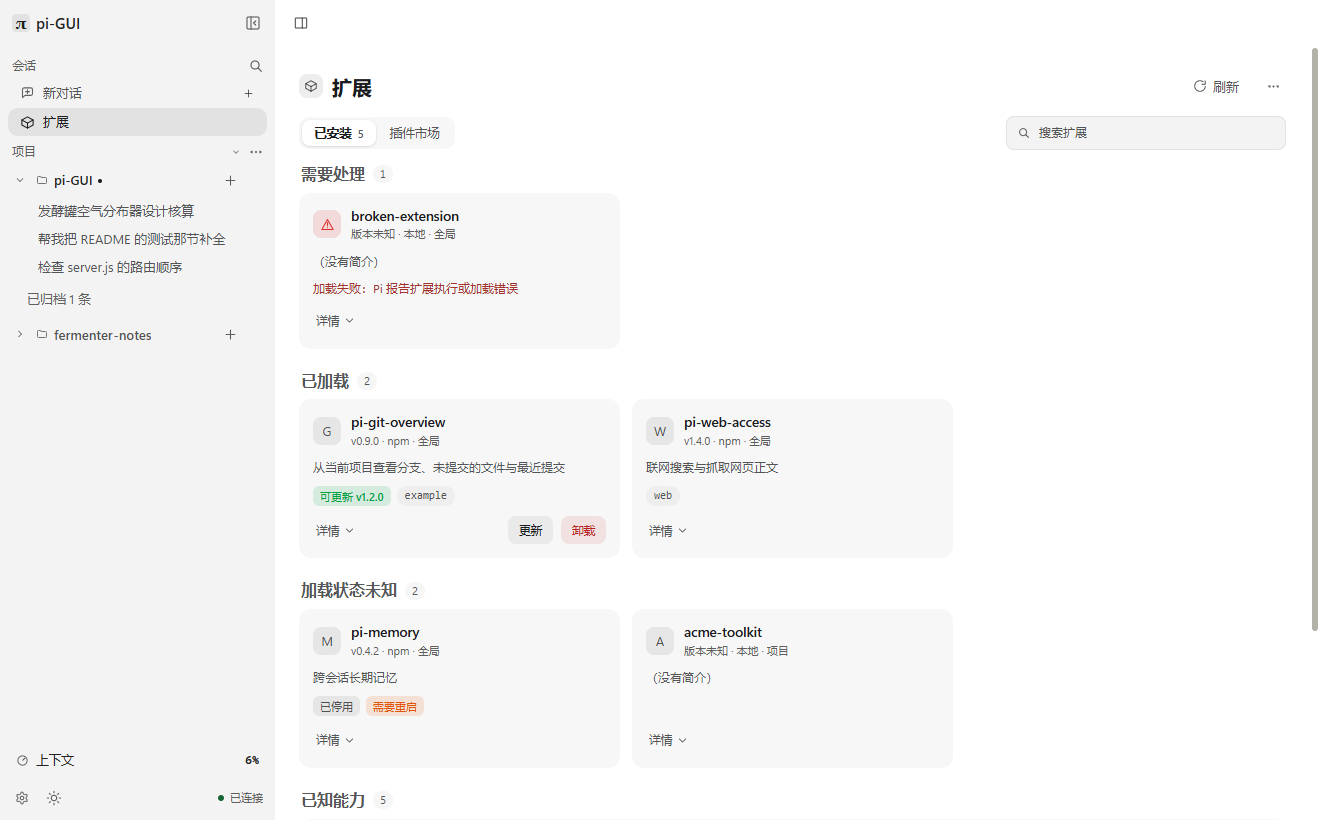 π pi-GUI
会话
新对话
扩展
项目
pi-GUI •
发酵罐空气分布器设计核算
帮我把 README 的测试那节补全
检查 server.js 的路由顺序
已归档 1 条
fermenter-notes
上下文 6%
已连接
扩展
刷新
已安装 5 插件市场
搜索扩展
需要处理 1
broken-extension
版本未知 · 本地 · 全局
（没有简介）
加载失败：Pi 报告扩展执行或加载错误
详情
已加载 2
G pi-git-overview
v0.9.0 · npm · 全局
从当前项目查看分支、未提交的文件与最近提交
可更新 v1.2.0 example
详情 更新 卸载
W pi-web-access
v1.4.0 · npm · 全局
联网搜索与抓取网页正文
web
详情
加载状态未知 2
M pi-memory
v0.4.2 · npm · 全局
跨会话长期记忆
已停用 需要重启
详情
A acme-toolkit
版本未知 · 本地 · 项目
（没有简介）
详情
已知能力 5